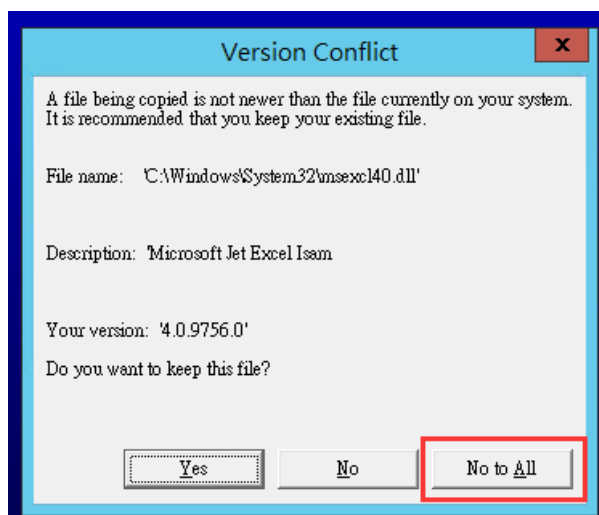 Version Conflict
x
A file being copied is not newer than the file currently on your system.
It is recommended that you keep your existing file.
File name: 'C:\Windows\System32\msexcl40.dll'
Description: 'Microsoft Jet Excel Isam
Your version: '4.0.9756.0'
Do you want to keep this file?
Yes No No to All